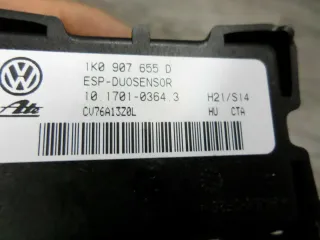 1K0 907 655 D
ESP-DUOSENSOR
10.1701-0364.3 H21/S14
CV76A13Z0L HU CTA
Ate